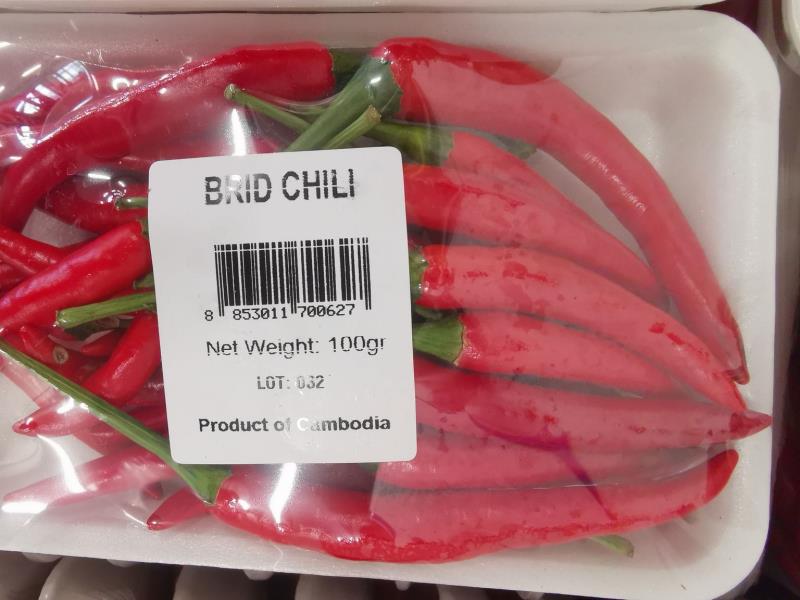 BRID CHILI
8 853011 700627
Net Weight: 100gr
LOT: 032
Product of Cambodia